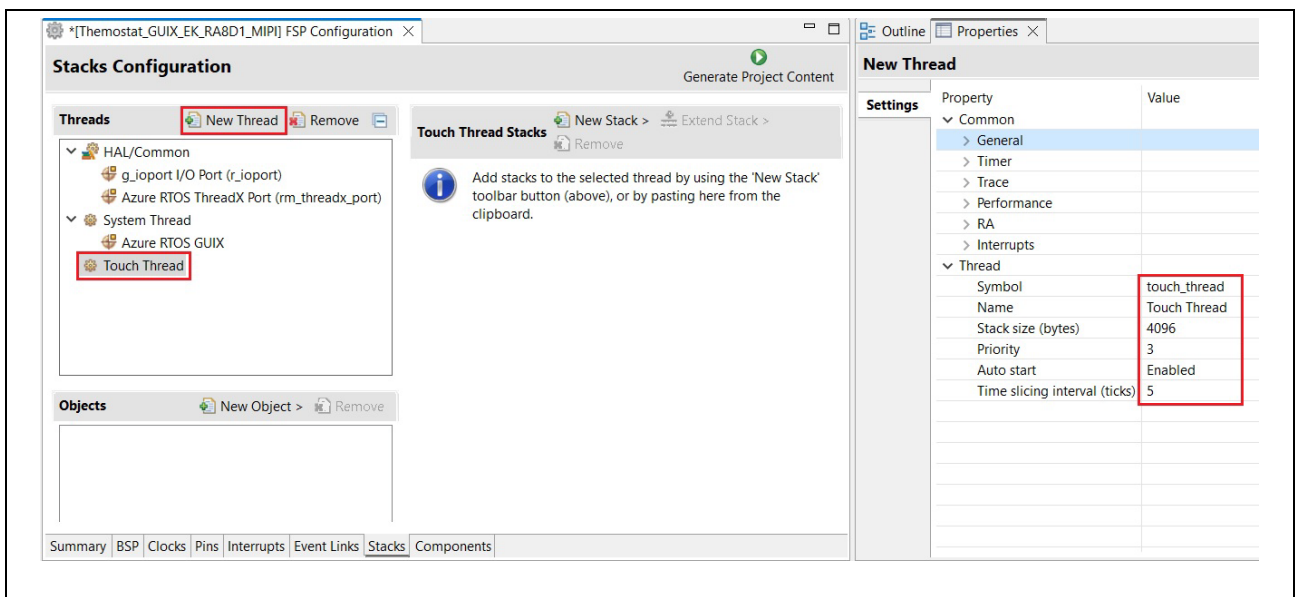 *[Themostat_GUIX_EK_RA8D1_MIPI] FSP Configuration
Stacks Configuration
Generate Project Content
Threads
New Thread
Remove
HAL/Common
g_ioport I/O Port (r_ioport)
Azure RTOS ThreadX Port (rm_threadx_port)
System Thread
Azure RTOS GUIX
Touch Thread
Objects
New Object >
Remove
Touch Thread Stacks
New Stack >
Extend Stack >
Remove
Add stacks to the selected thread by using the 'New Stack'
toolbar button (above), or by pasting here from the
clipboard.
Summary BSP Clocks Pins Interrupts Event Links Stacks Components
Outline
Properties
New Thread
Settings
Property Value
Common
General
Timer
Trace
Performance
RA
Interrupts
Thread
Symbol touch_thread
Name Touch Thread
Stack size (bytes) 4096
Priority 3
Auto start Enabled
Time slicing interval (ticks) 5